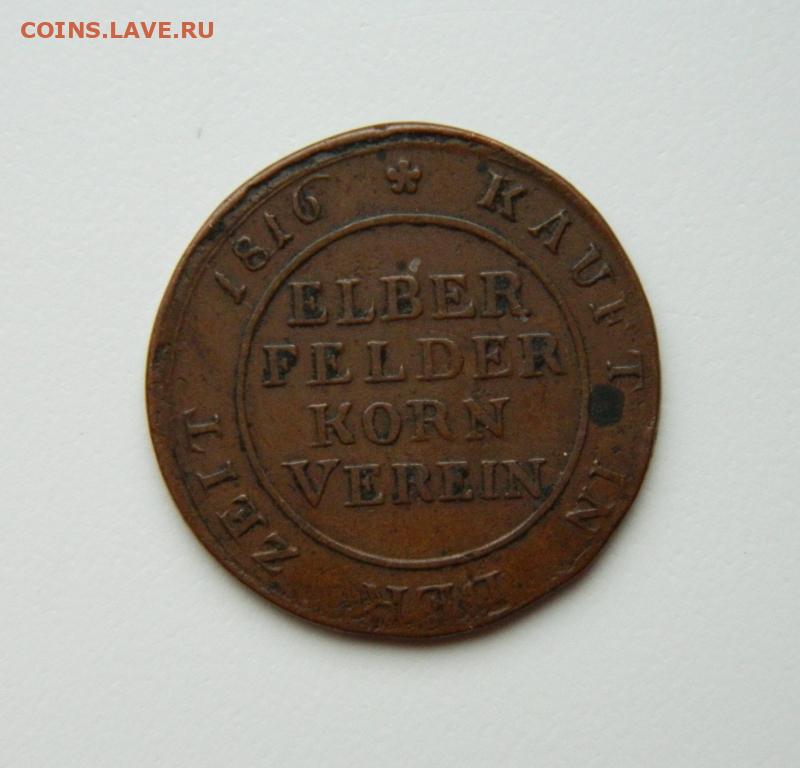 COINS.LAVE.RU
KAUFT IN DER ZEIT 1816
ELBER
FELDER
KORN
VEREIN